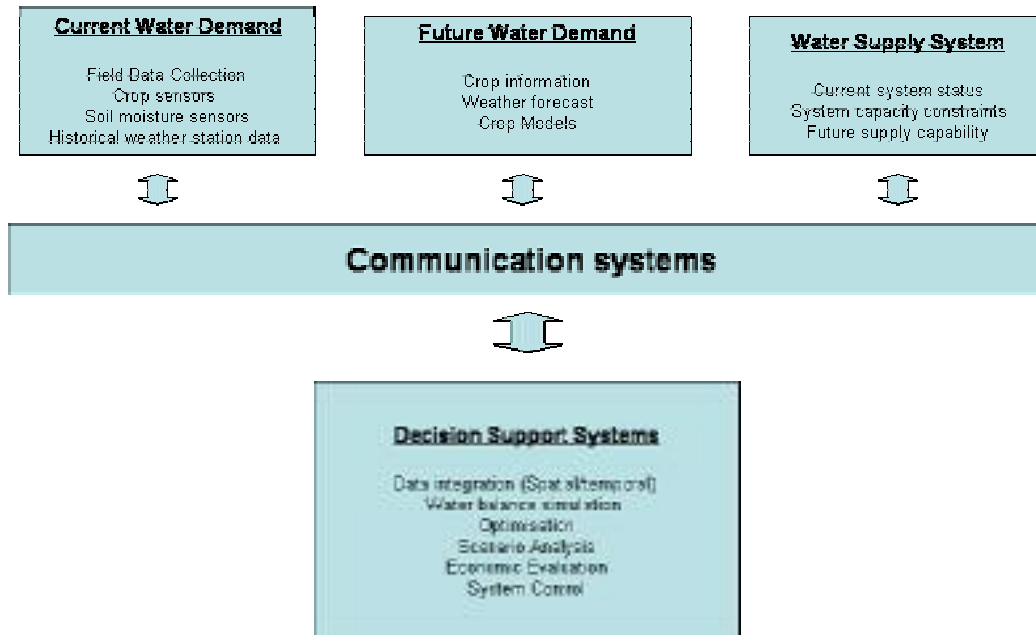 Current Water Demand
Field Data Collection
Crop sensors
Soil moisture sensors
Historical weather station data
Future Water Demand
Crop information
Weather forecast
Crop Models
Water Supply System
Current system status
System capacity constraints
Future supply capability
Communication systems
Decision Support Systems
Data integration (Spatial/temporal)
Water balance simulation
Optimisation
Scenario Analysis
Economic Evaluation
System Control